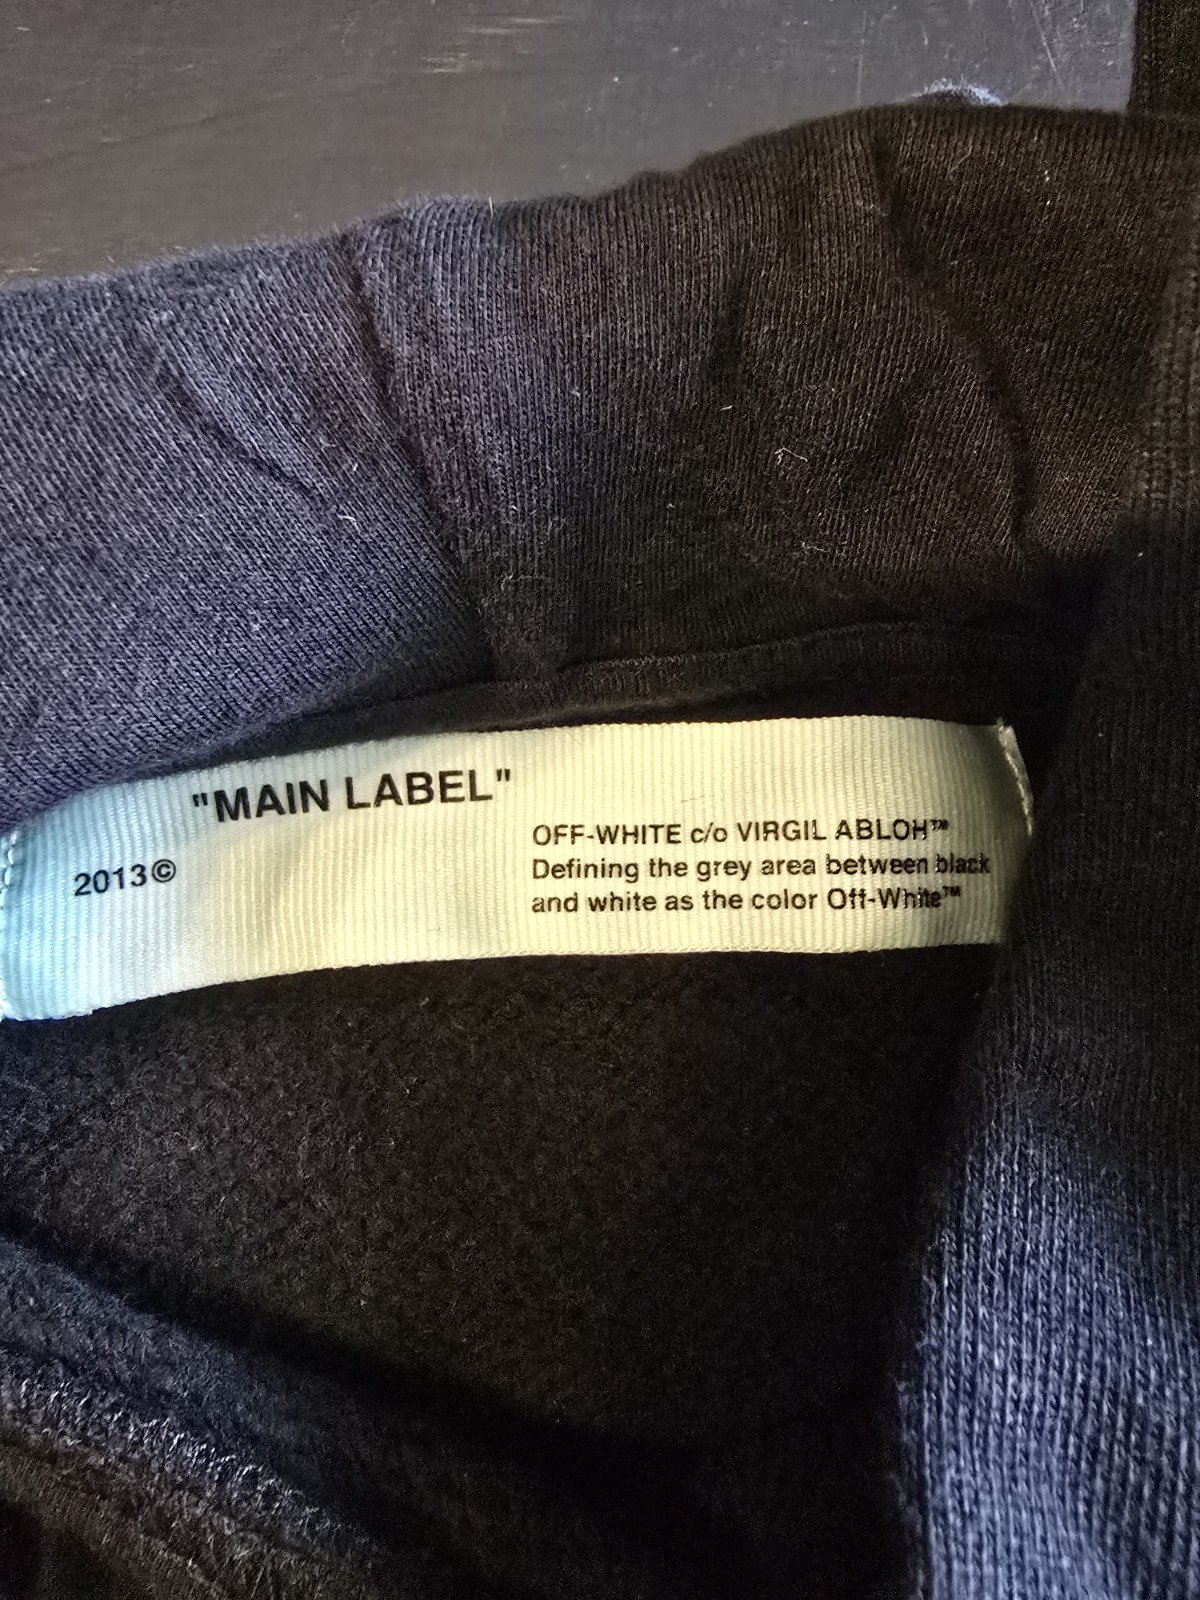 "MAIN LABEL"
2013©
OFF-WHITE c/o VIRGIL ABLOH™
Defining the grey area between black
and white as the color Off-White™